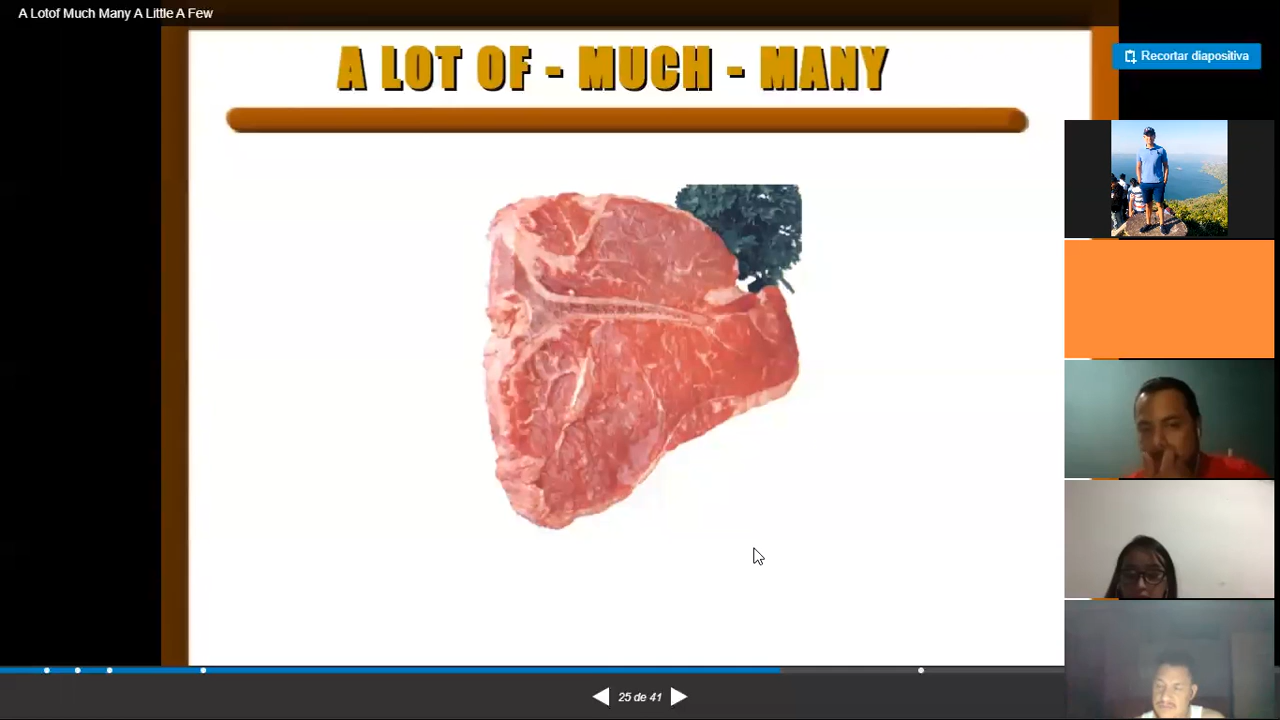 A Lotof Much Many A Little A Few
A LOT OF - MUCH - MANY
Recortar diapositiva
25 de 41